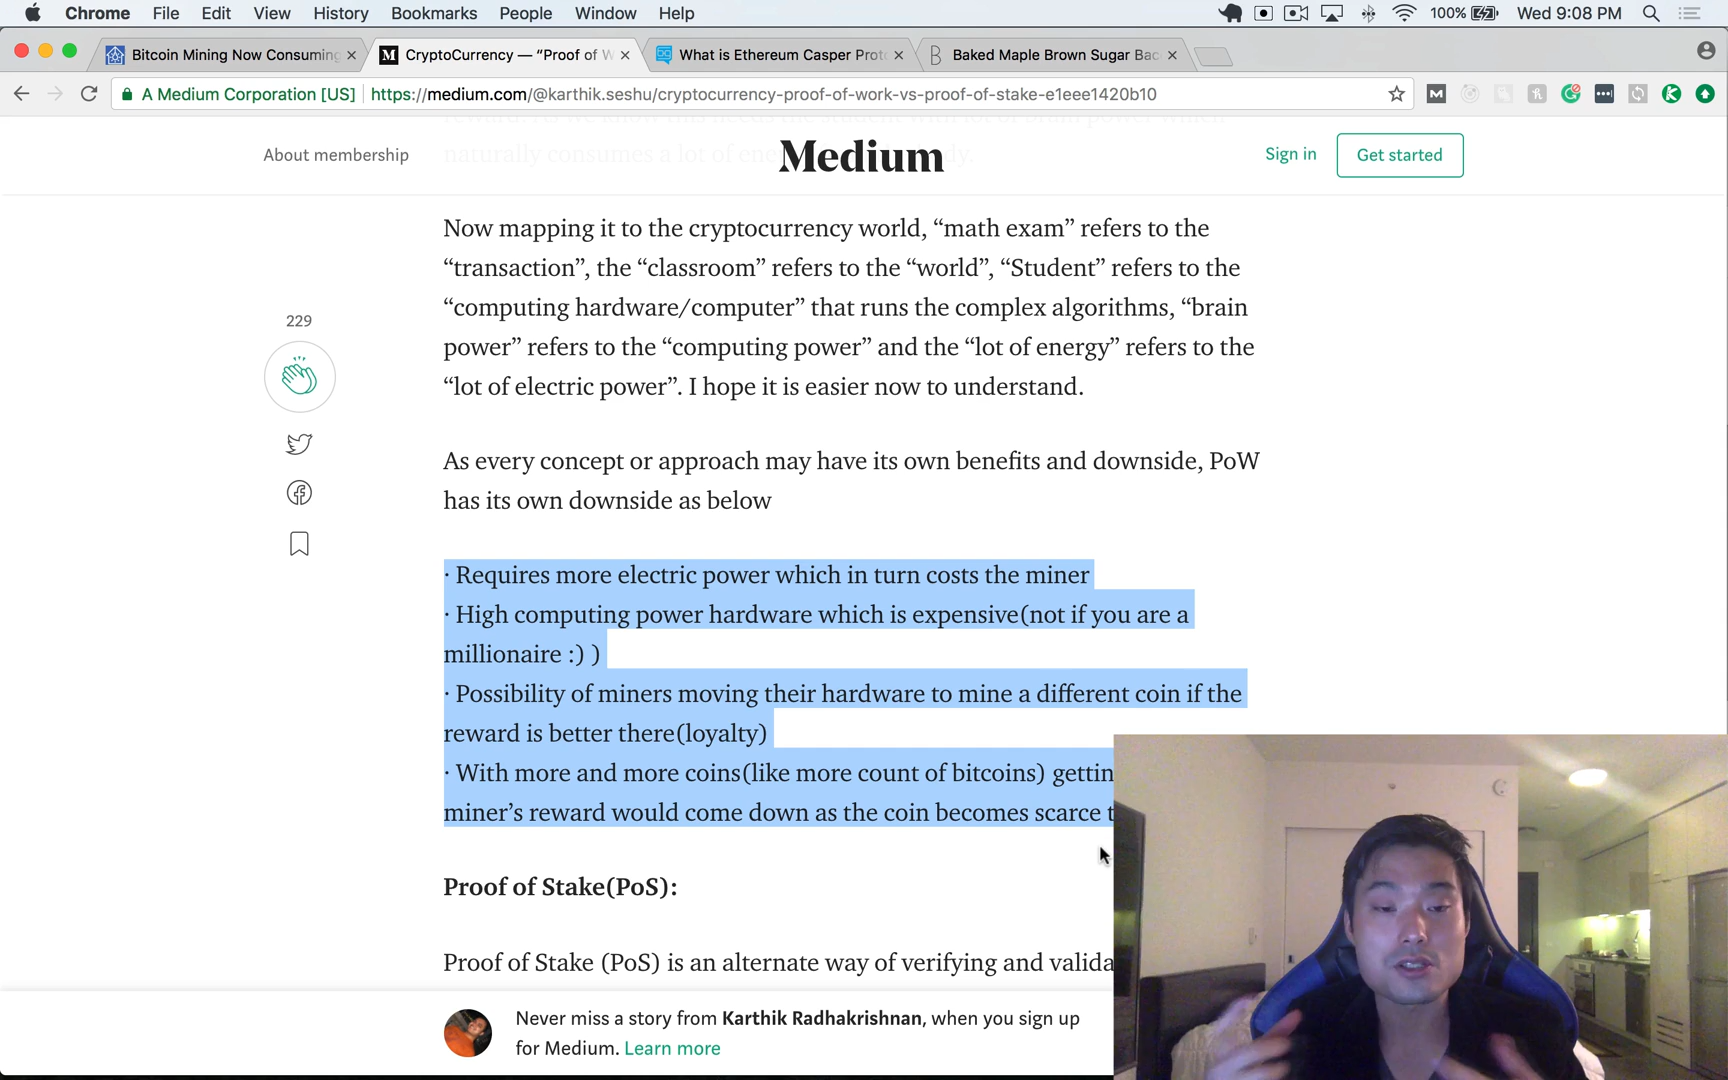 Chrome File Edit View History Bookmarks People Window Help 100% Wed 9:08 PM
Bitcoin Mining Now Consuming CryptoCurrency — “Proof of W What is Ethereum Casper Prot Baked Maple Brown Sugar Bac
A Medium Corporation [US] https://medium.com/@karthik.seshu/cryptocurrency-proof-of-work-vs-proof-of-stake-e1eee1420b10
About membership Medium Sign in Get started
naturally consumes a lot of
Now mapping it to the cryptocurrency world, “math exam” refers to the
“transaction”, the “classroom” refers to the “world”, “Student” refers to the
“computing hardware/computer” that runs the complex algorithms, “brain
power” refers to the “computing power” and the “lot of energy” refers to the
“lot of electric power”. I hope it is easier now to understand.
229
As every concept or approach may have its own benefits and downside, PoW
has its own downside as below
· Requires more electric power which in turn costs the miner
· High computing power hardware which is expensive(not if you are a
millionaire :) )
· Possibility of miners moving their hardware to mine a different coin if the
reward is better there(loyalty)
· With more and more coins(like more count of bitcoins) gettin
miner’s reward would come down as the coin becomes scarce t
Proof of Stake(PoS):
Proof of Stake (PoS) is an alternate way of verifying and valida
Never miss a story from Karthik Radhakrishnan, when you sign up
for Medium. Learn more